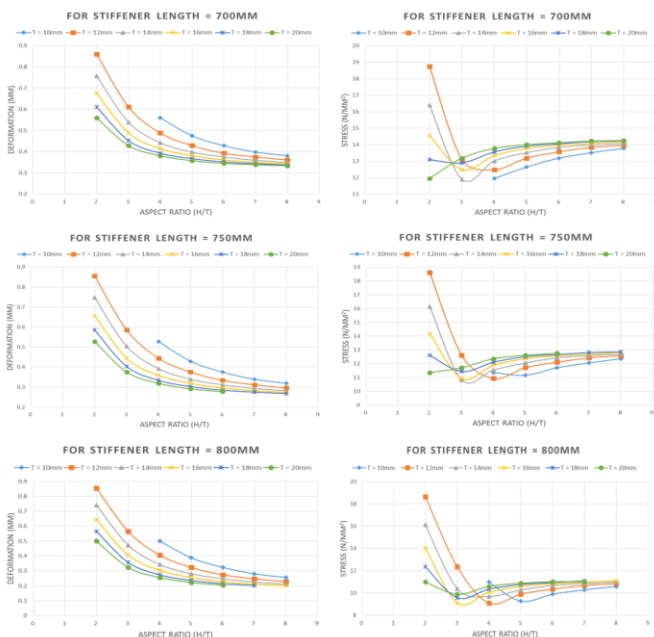 FOR STIFFENER LENGTH = 700MM
T = 10mm T = 12mm T = 14mm T = 16mm T = 18mm T = 20mm
DEFORMATION (MM)
0.9
0.8
0.7
0.6
0.5
0.4
0.3
0.2
0 1 2 3 4 5 6 7 8 9
ASPECT RATIO (H/T)
FOR STIFFENER LENGTH = 700MM
T = 10mm T = 12mm T = 14mm T = 16mm T = 18mm T = 20mm
STRESS (N/MM²)
20
19
18
17
16
15
14
13
12
11
0 1 2 3 4 5 6 7 8 9
ASPECT RATIO (H/T)
FOR STIFFENER LENGTH = 750MM
T = 10mm T = 12mm T = 14mm T = 16mm T = 18mm T = 20mm
DEFORMATION (MM)
0.9
0.8
0.7
0.6
0.5
0.4
0.3
0.2
0 1 2 3 4 5 6 7 8 9
ASPECT RATIO (H/T)
FOR STIFFENER LENGTH = 750MM
T = 10mm T = 12mm T = 14mm T = 16mm T = 18mm T = 20mm
STRESS (N/MM²)
19
18
17
16
15
14
13
12
11
10
9
0 1 2 3 4 5 6 7 8 9
ASPECT RATIO (H/T)
FOR STIFFENER LENGTH = 800MM
T = 10mm T = 12mm T = 14mm T = 16mm T = 18mm T = 20mm
DEFORMATION (MM)
0.9
0.8
0.7
0.6
0.5
0.4
0.3
0.2
0.1
0
0 1 2 3 4 5 6 7 8 9
ASPECT RATIO (H/T)
FOR STIFFENER LENGTH = 800MM
T = 10mm T = 12mm T = 14mm T = 16mm T = 18mm T = 20mm
STRESS (N/MM²)
20
18
16
14
12
10
8
0 1 2 3 4 5 6 7 8 9
ASPECT RATIO (H/T)